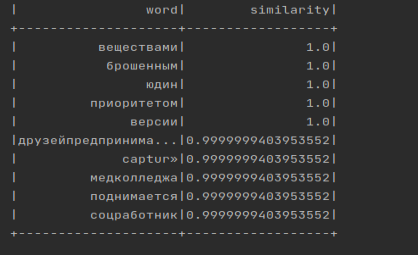 | word| similarity|
+--------------------+------------------+
| веществами| 1.0|
| брошенным| 1.0|
| юдин| 1.0|
| приоритетом| 1.0|
| версии| 1.0|
|друзейпредпринима...|0.9999999403953552|
| captur»|0.9999999403953552|
| медколледжа|0.9999999403953552|
| поднимается|0.9999999403953552|
| соцработник|0.9999999403953552|
+--------------------+------------------+